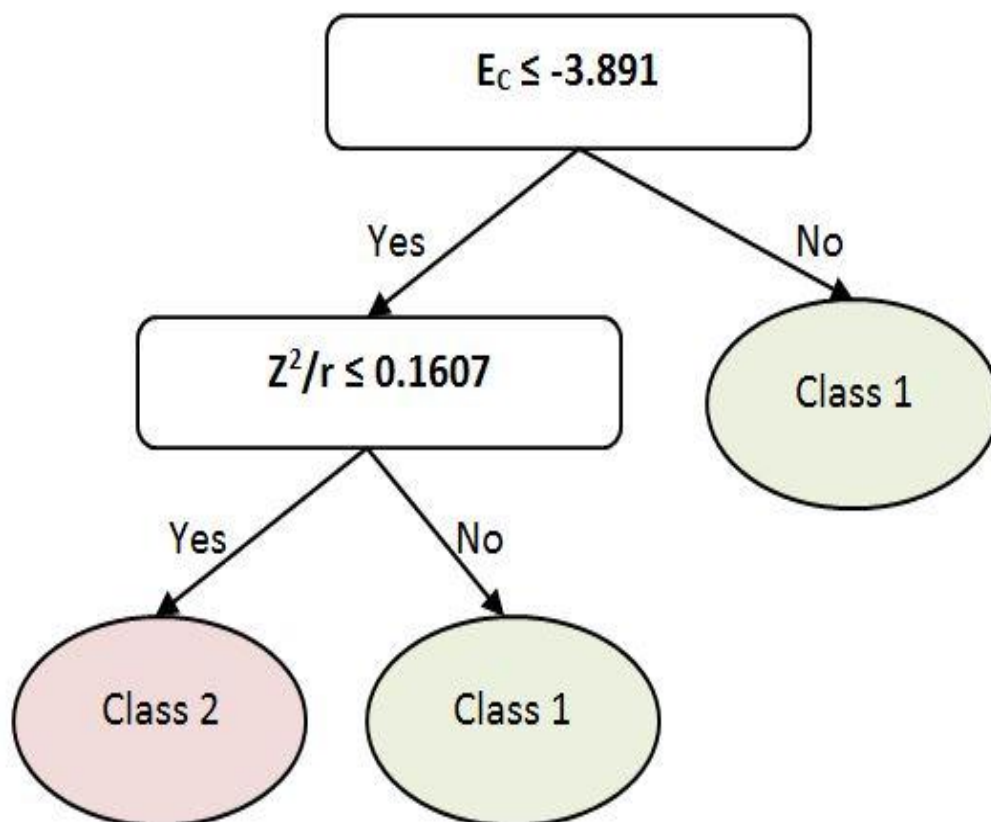 E_C ≤ -3.891
Yes
No
Z²/r ≤ 0.1607
Class 1
Yes
No
Class 2
Class 1